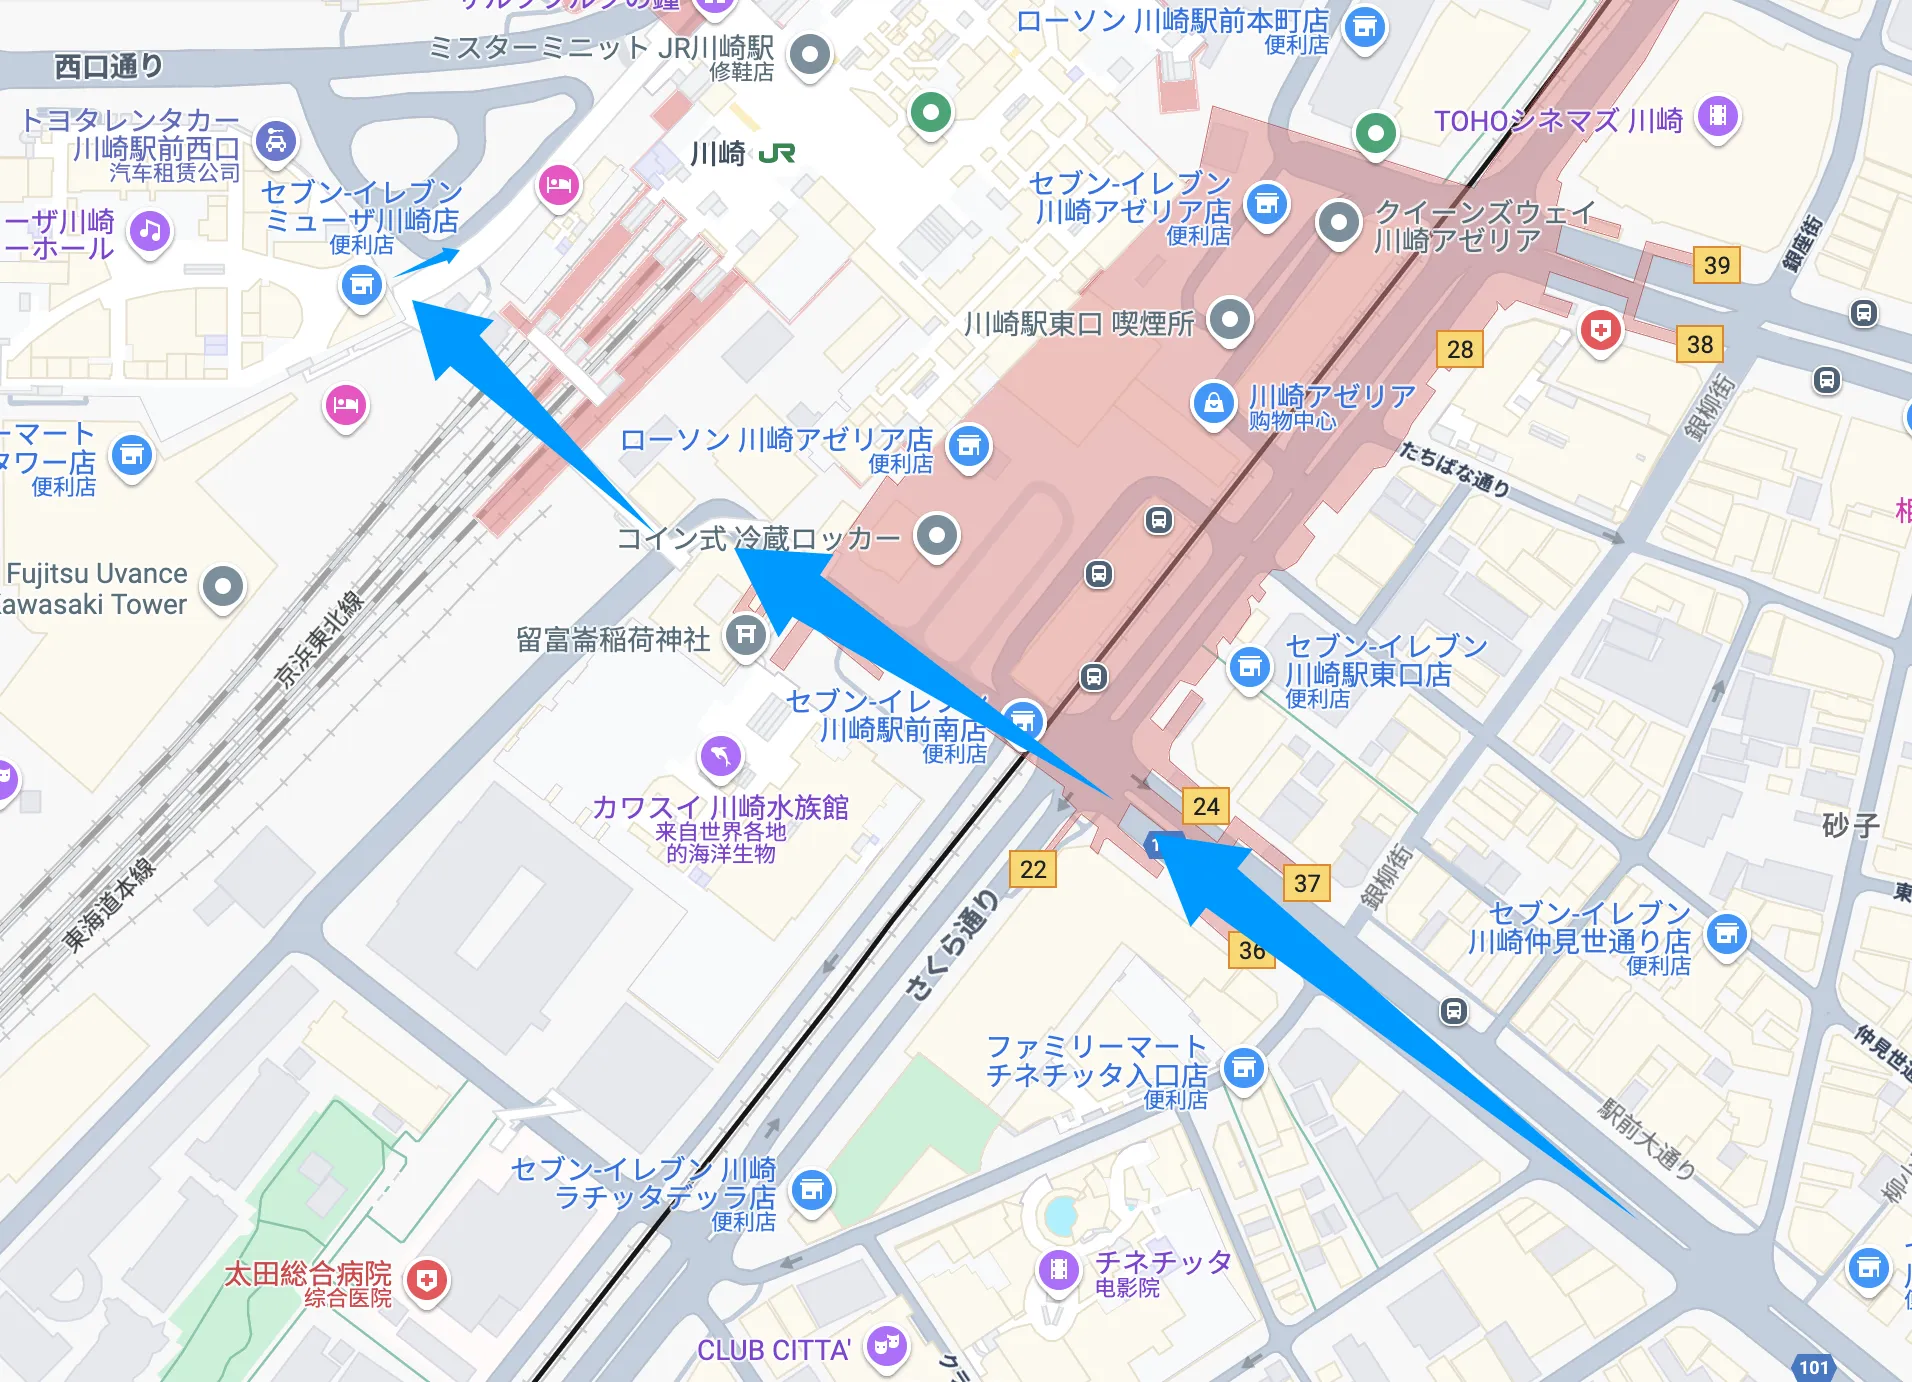 西口通り
ミスターミニット JR川崎駅
修鞋店
ローソン 川崎駅前本町店
便利店
トヨタレンタカー
川崎駅前西口
汽车租赁公司
川崎 JR
TOHOシネマズ 川崎
セブン-イレブン
ミューザ川崎店
便利店
ーザ川崎
ーホール
セブン-イレブン
川崎アゼリア店
便利店
クイーンズウェイ
川崎アゼリア
銀座街
39
川崎駅東口 喫煙所
28
38
川崎アゼリア
购物中心
銀柳街
ーマート
タワー店
便利店
ローソン 川崎アゼリア店
便利店
たちばな通り
コイン式 冷蔵ロッカー
Fujitsu Uvance
Kawasaki Tower
京浜東北線
留富崙稲荷神社
セブン-イレブン
川崎駅東口店
便利店
セブン-イレブン
川崎駅前南店
便利店
カワスイ 川崎水族館
来自世界各地
的海洋生物
24
砂子
22
37
銀柳街
東海道本線
さくら通り
36
セブン-イレブン
川崎仲見世通り店
便利店
ファミリーマート
チネチッタ入口店
便利店
駅前大通り
セブン-イレブン 川崎
ラチッタデッラ店
便利店
太田総合病院
综合医院
チネチッタ
电影院
CLUB CITTA'
101